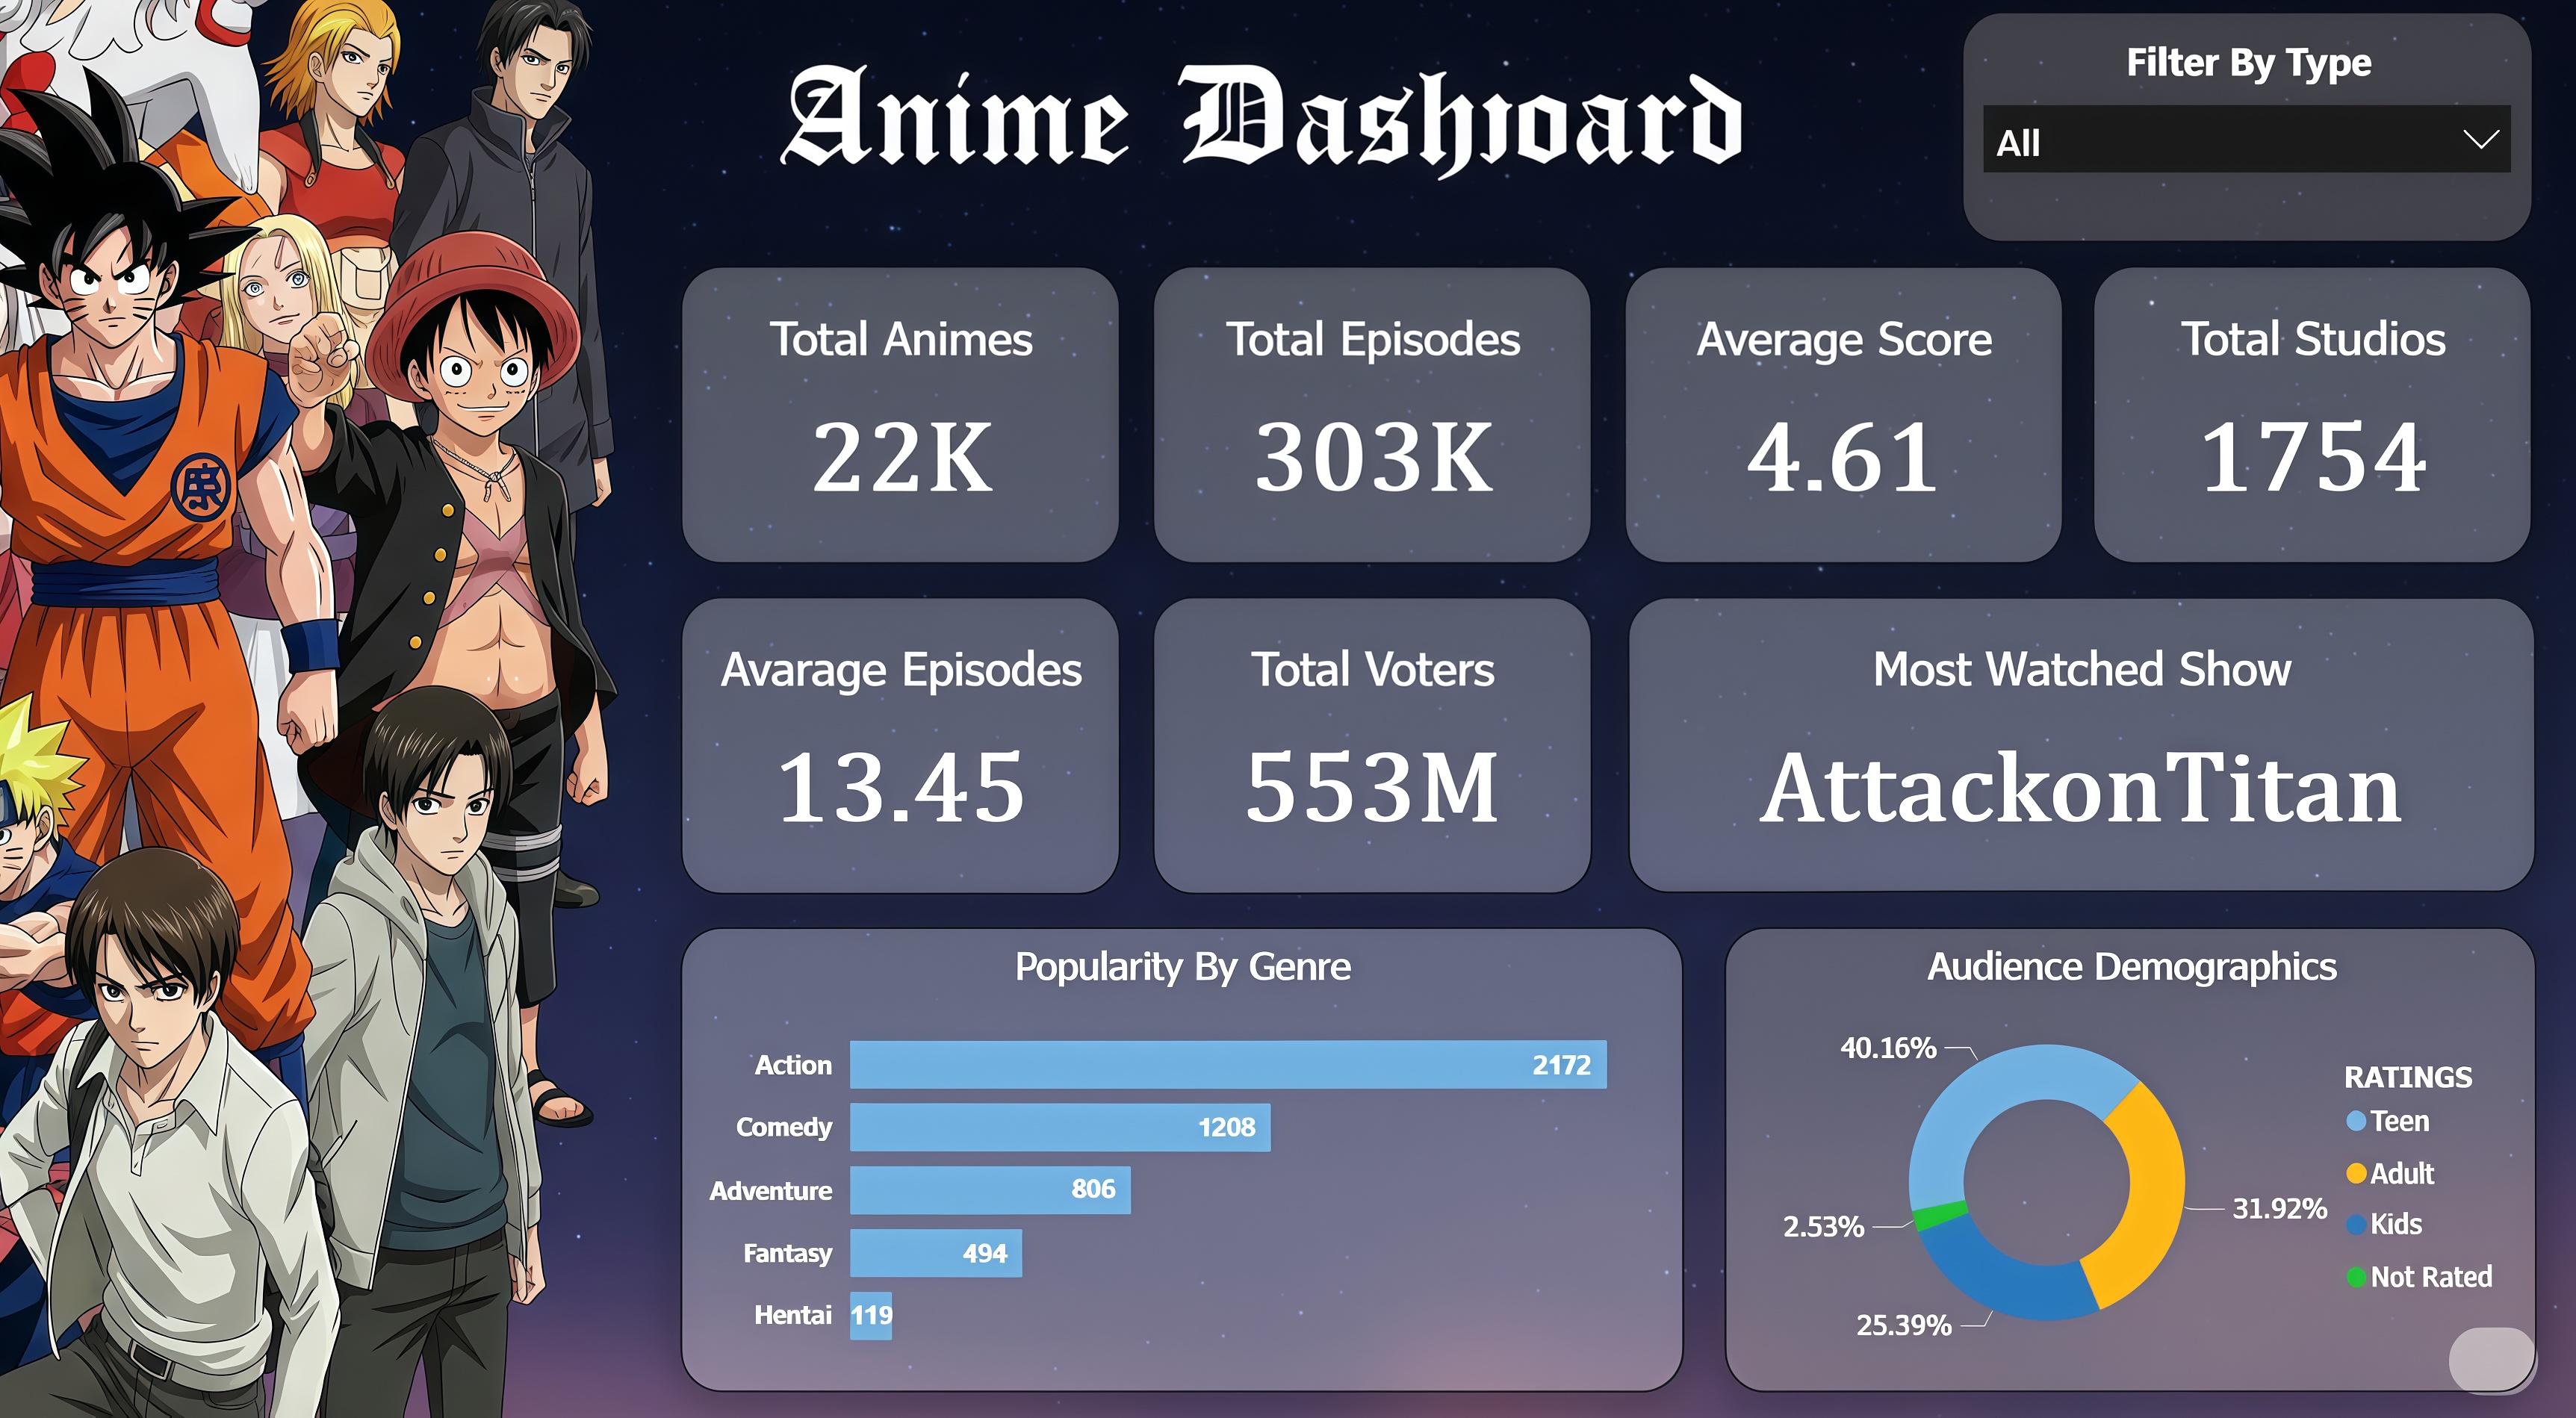 Anime Dashboard
Filter By Type
All
Total Animes
22K
Total Episodes
303K
Average Score
4.61
Total Studios
1754
Avarage Episodes
13.45
Total Voters
553M
Most Watched Show
AttackonTitan
Popularity By Genre
Action
2172
Comedy
1208
Adventure
806
Fantasy
494
Hentai
119
Audience Demographics
40.16%
31.92%
2.53%
25.39%
RATINGS
Teen
Adult
Kids
Not Rated